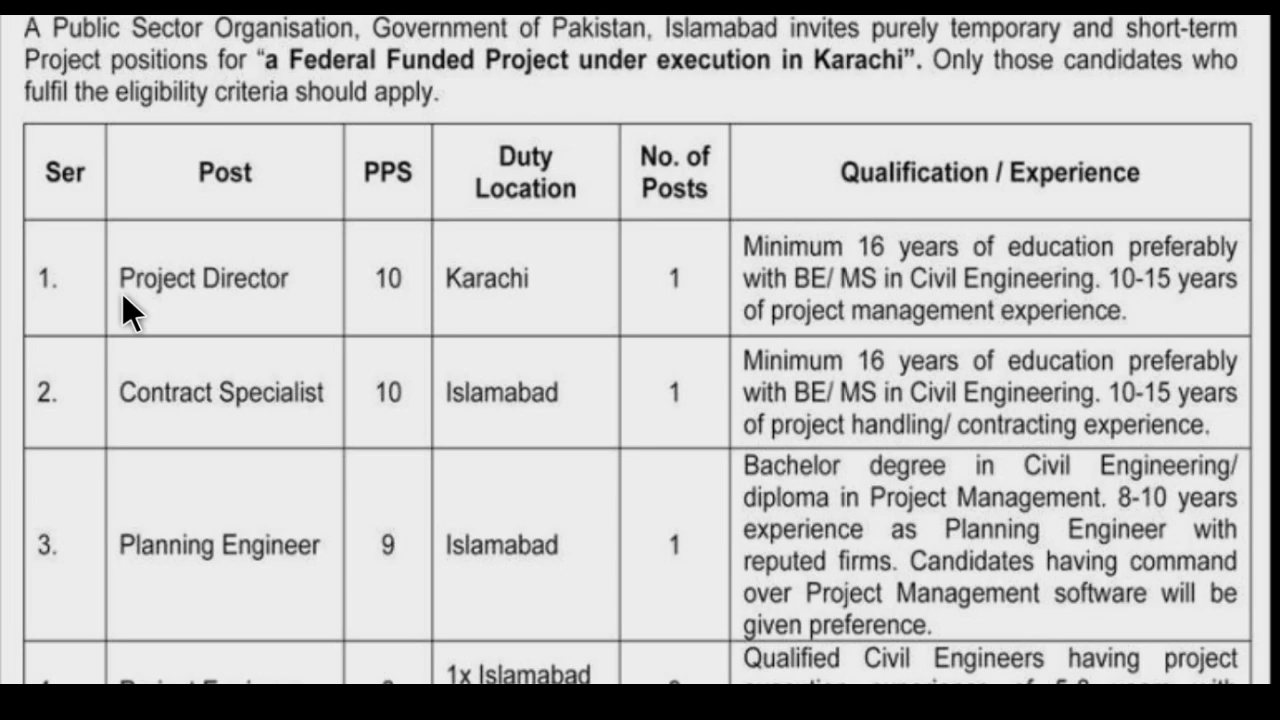 A Public Sector Organisation, Government of Pakistan, Islamabad invites purely temporary and short-term
Project positions for “a Federal Funded Project under execution in Karachi”. Only those candidates who
fulfil the eligibility criteria should apply.
Ser Post PPS Duty Location No. of Posts Qualification / Experience
1. Project Director 10 Karachi 1 Minimum 16 years of education preferably
with BE/ MS in Civil Engineering. 10-15 years
of project management experience.
2. Contract Specialist 10 Islamabad 1 Minimum 16 years of education preferably
with BE/ MS in Civil Engineering. 10-15 years
of project handling/ contracting experience.
3. Planning Engineer 9 Islamabad 1 Bachelor degree in Civil Engineering/
diploma in Project Management. 8-10 years
experience as Planning Engineer with
reputed firms. Candidates having command
over Project Management software will be
given preference.
1x Islamabad Qualified Civil Engineers having project